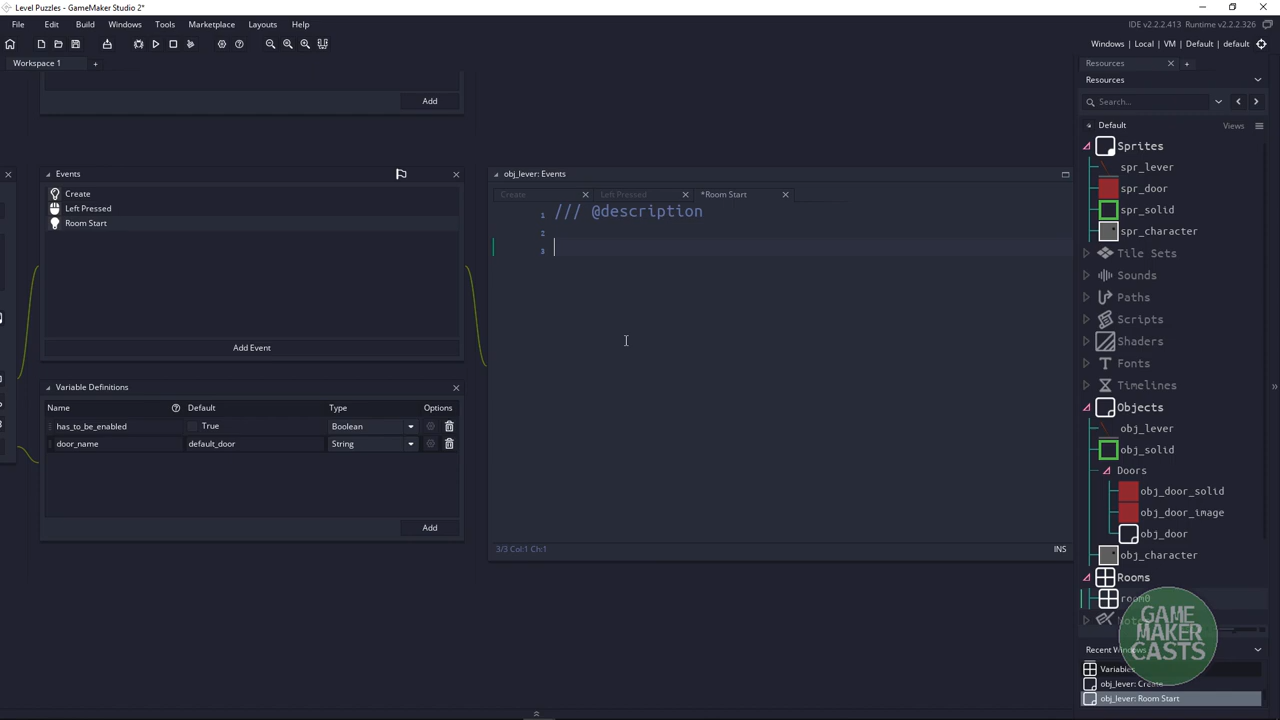 Level Puzzles - GameMaker Studio 2*
File Edit Build Windows Tools Marketplace Layouts Help
IDE v2.2.2.413 Runtime v2.2.2.326
Windows | Local | VM | Default | default
Workspace 1
Resources
Resources
Search...
Add
Default
Views
Sprites
spr_lever
spr_door
spr_solid
spr_character
Tile Sets
Sounds
Paths
Scripts
Shaders
Fonts
Timelines
Objects
obj_lever
obj_solid
Doors
obj_door_solid
obj_door_image
obj_door
obj_character
Rooms
room0
Events
Create
Left Pressed
Room Start
Add Event
obj_lever: Events
Create Left Pressed *Room Start
1 /// @description
2
3
3/3 Col:1 Ch:1
INS
Variable Definitions
Name Default Type Options
has_to_be_enabled True Boolean
door_name default_door String
Add
GAME
MAKER
CASTS
Recent Windows
Variables
obj_lever: Create
obj_lever: Room Start